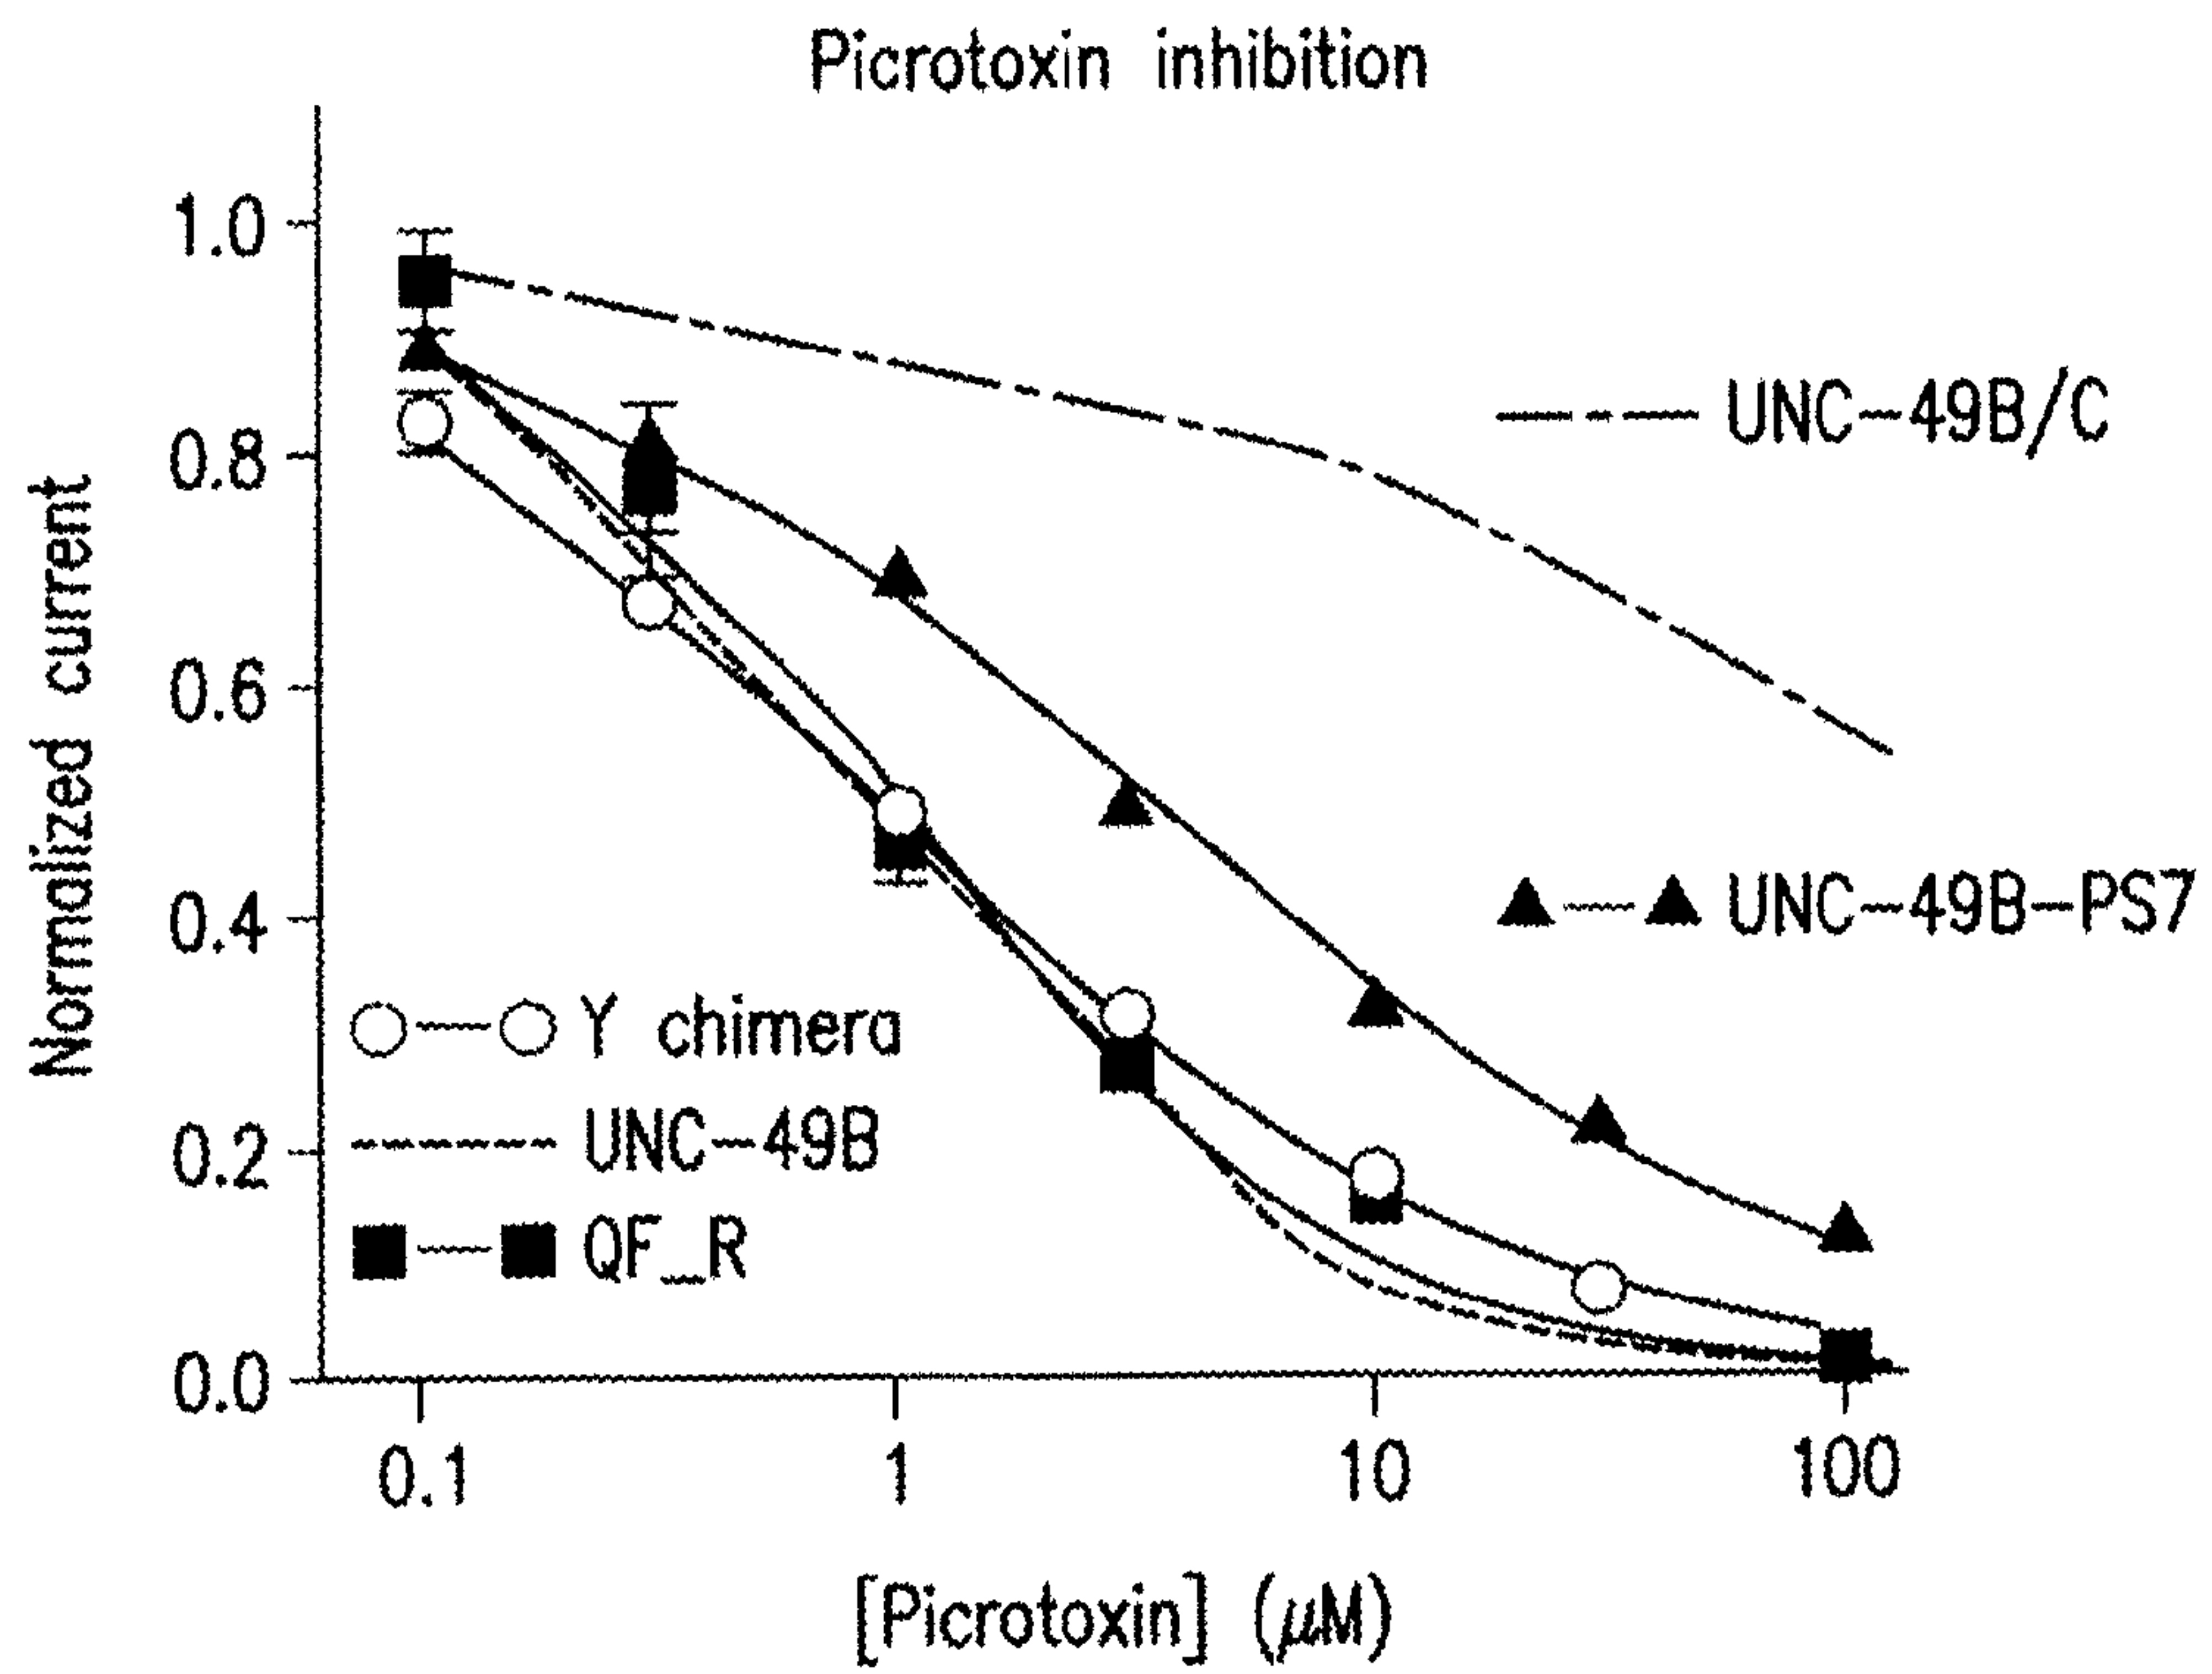 Picrotoxin inhibition
1.0
0.8
0.6
0.4
0.2
0.0
Normalized current
UNC-49B/C
UNC-49B-PS7
Y chimera
UNC-49B
QF_R
0.1
1
10
100
[Picrotoxin] (μM)